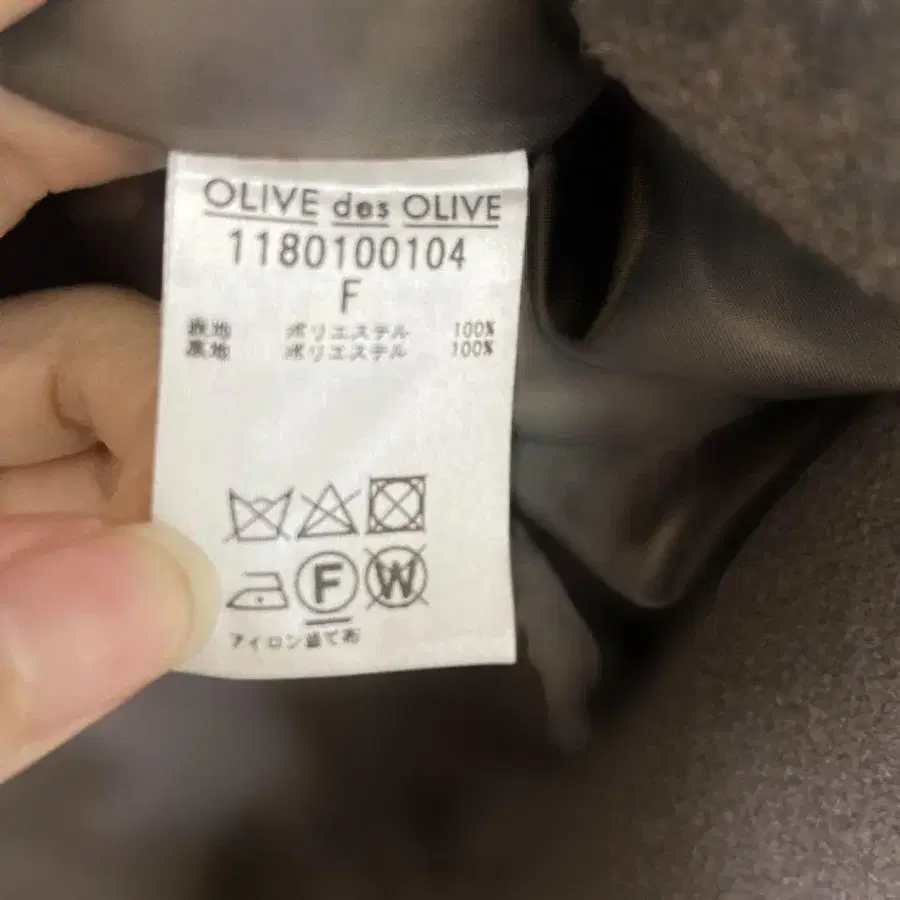 OLIVE des OLIVE
1180100104
F
表地 ポリエステル 100%
裏地 ポリエステル 100%
F W
アイロン当て布